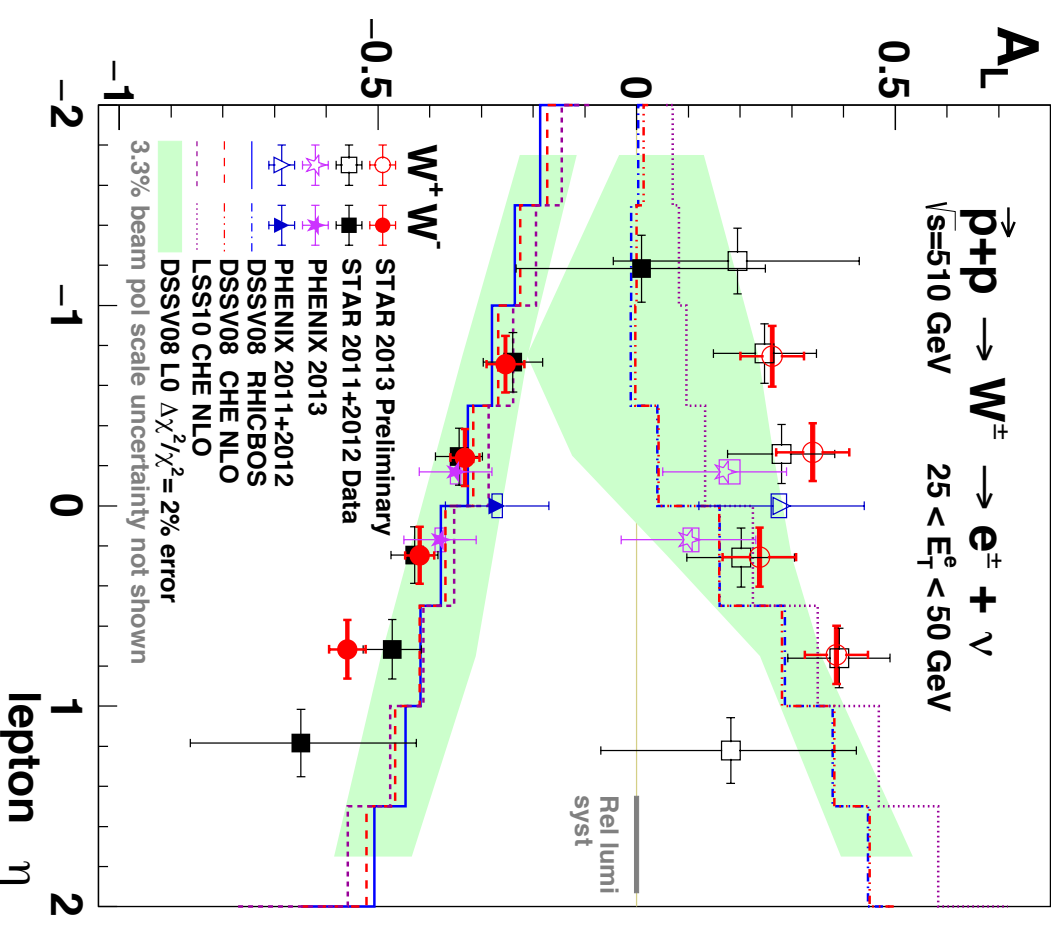 A_L
p⃗+p → W^± → e^± + ν
√s=510 GeV 25 < E_T^e < 50 GeV
0.5
0
Rel lumi
syst
−0.5
W^+ W^-
STAR 2013 Preliminary
STAR 2011+2012 Data
PHENIX 2013
PHENIX 2011+2012
DSSV08 RHICBOS
DSSV08 CHE NLO
LSS10 CHE NLO
DSSV08 L0 Δχ²/χ²= 2% error
3.3% beam pol scale uncertainty not shown
−1
−2 −1 0 1 2
lepton η